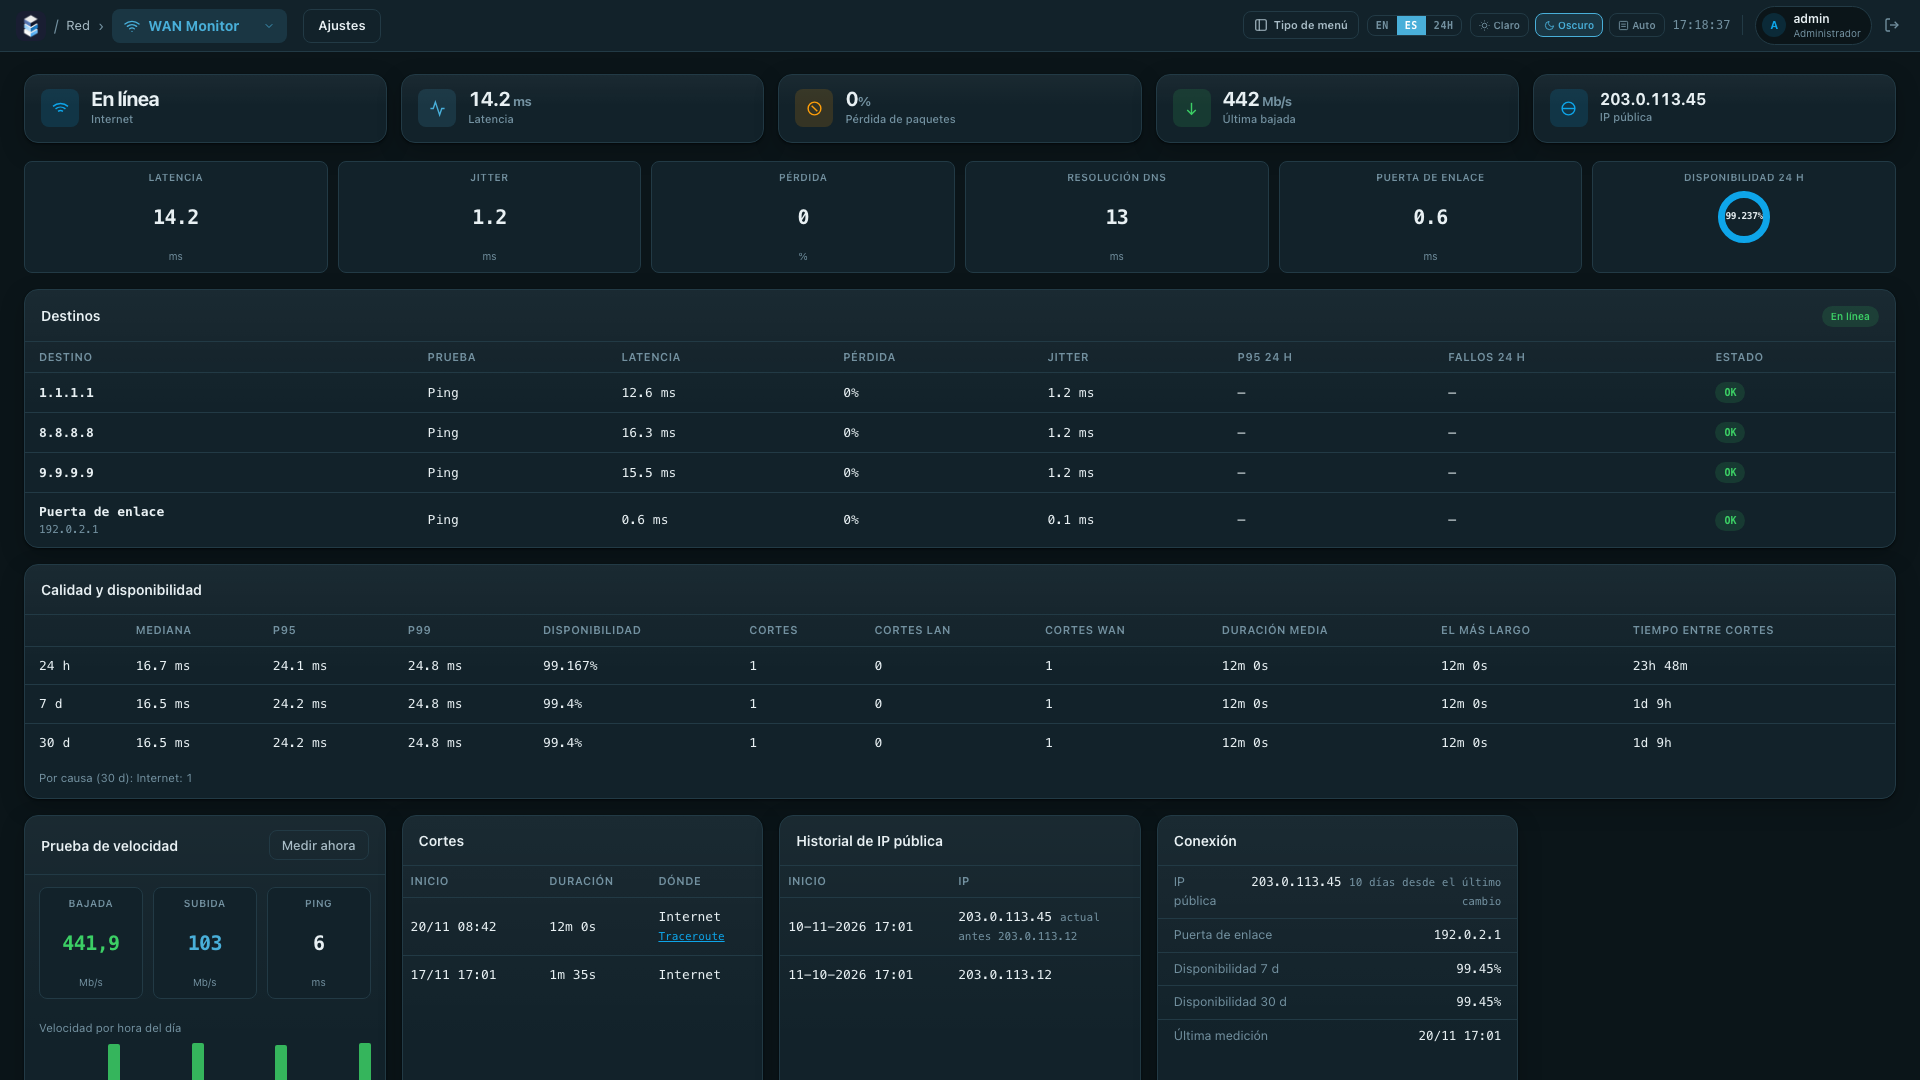 / Red › WAN Monitor Ajustes Tipo de menú EN ES 24H Claro Oscuro Auto 17:18:37 A admin
Administrador
En línea
Internet
14.2 ms
Latencia
0%
Pérdida de paquetes
442 Mb/s
Última bajada
203.0.113.45
IP pública
LATENCIA
14.2
ms
JITTER
1.2
ms
PÉRDIDA
0
%
RESOLUCIÓN DNS
13
ms
PUERTA DE ENLACE
0.6
ms
DISPONIBILIDAD 24 H
99.237%
Destinos En línea
DESTINO PRUEBA LATENCIA PÉRDIDA JITTER P95 24 H FALLOS 24 H ESTADO
1.1.1.1 Ping 12.6 ms 0% 1.2 ms — — OK
8.8.8.8 Ping 16.3 ms 0% 1.2 ms — — OK
9.9.9.9 Ping 15.5 ms 0% 1.2 ms — — OK
Puerta de enlace Ping 0.6 ms 0% 0.1 ms — — OK
192.0.2.1
Calidad y disponibilidad
MEDIANA P95 P99 DISPONIBILIDAD CORTES CORTES LAN CORTES WAN DURACIÓN MEDIA EL MÁS LARGO TIEMPO ENTRE CORTES
24 h 16.7 ms 24.1 ms 24.8 ms 99.167% 1 0 1 12m 0s 12m 0s 23h 48m
7 d 16.5 ms 24.2 ms 24.8 ms 99.4% 1 0 1 12m 0s 12m 0s 1d 9h
30 d 16.5 ms 24.2 ms 24.8 ms 99.4% 1 0 1 12m 0s 12m 0s 1d 9h
Por causa (30 d): Internet: 1
Prueba de velocidad Medir ahora
BAJADA
441,9
Mb/s
SUBIDA
103
Mb/s
PING
6
ms
Velocidad por hora del día
Cortes
INICIO DURACIÓN DÓNDE
20/11 08:42 12m 0s Internet
Traceroute
17/11 17:01 1m 35s Internet
Historial de IP pública
INICIO IP
10-11-2026 17:01 203.0.113.45 actual
antes 203.0.113.12
11-10-2026 17:01 203.0.113.12
Conexión
IP pública 203.0.113.45 10 días desde el último cambio
Puerta de enlace 192.0.2.1
Disponibilidad 7 d 99.45%
Disponibilidad 30 d 99.45%
Última medición 20/11 17:01